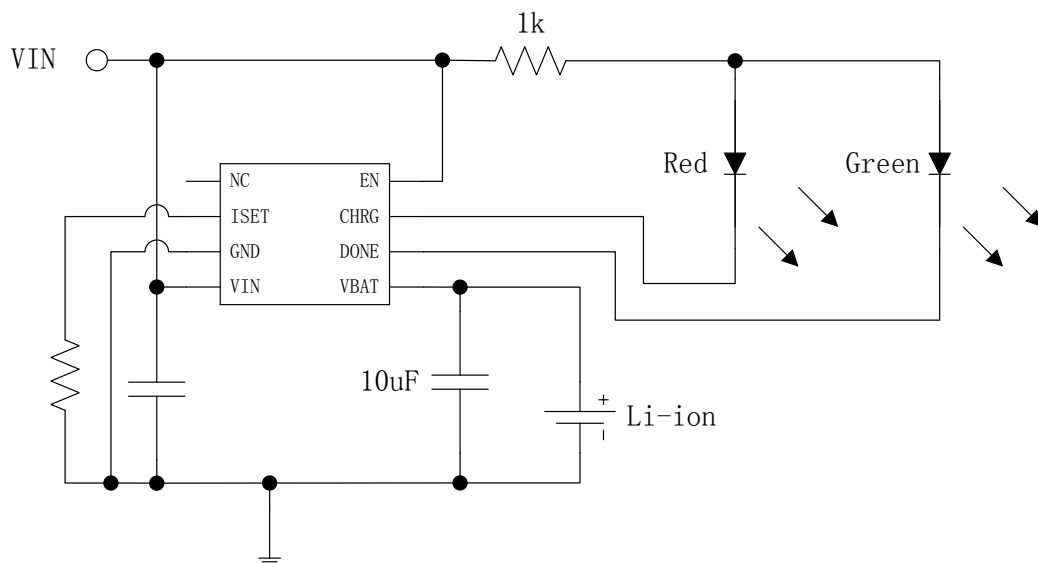 1k
VIN
Red
Green
NC
EN
ISET
CHRG
GND
DONE
VIN
VBAT
10uF
+
Li-ion
-